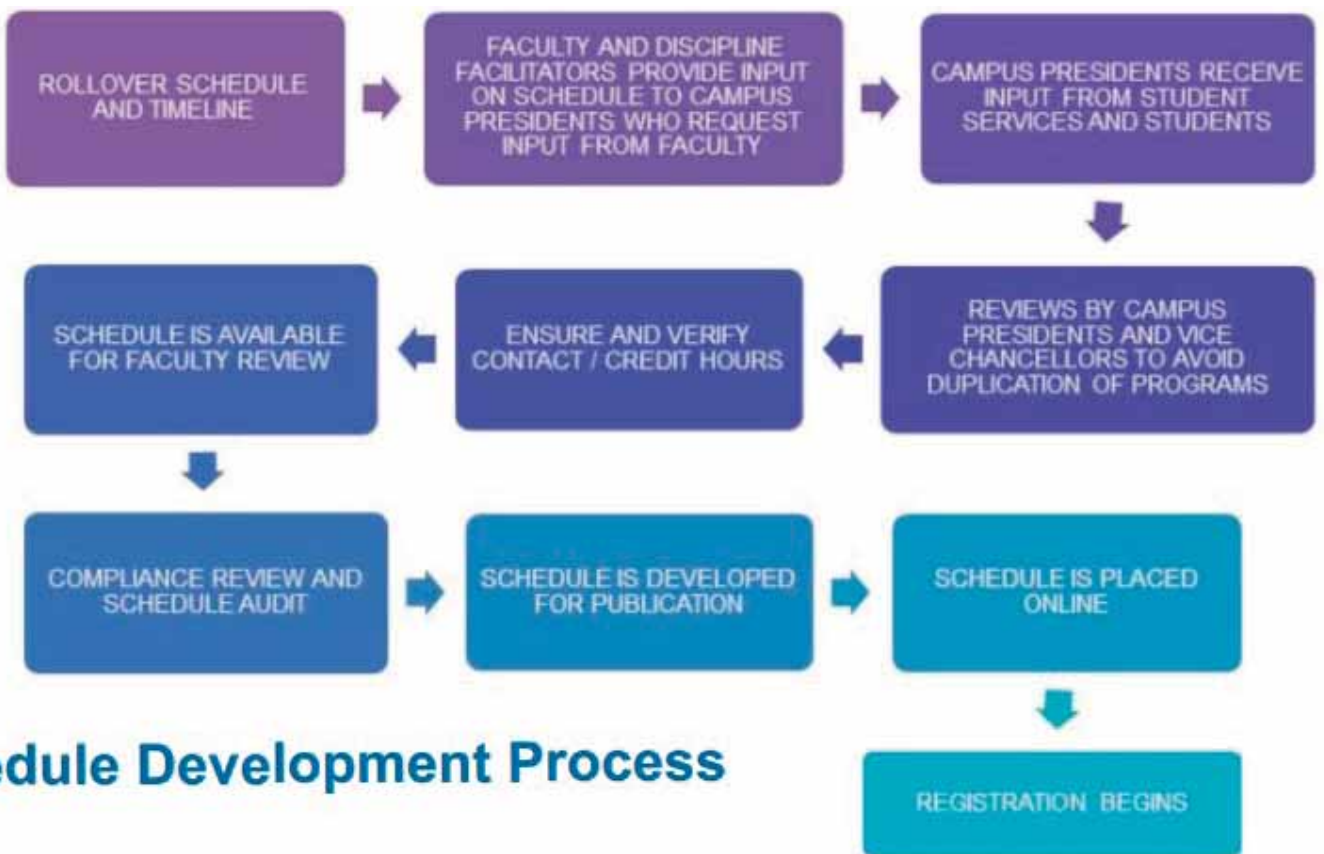 ROLLOVER SCHEDULE
AND TIMELINE
FACULTY AND DISCIPLINE
FACILITATORS PROVIDE INPUT
ON SCHEDULE TO CAMPUS
PRESIDENTS WHO REQUEST
INPUT FROM FACULTY
CAMPUS PRESIDENTS RECEIVE
INPUT FROM STUDENT
SERVICES AND STUDENTS
REVIEWS BY CAMPUS
PRESIDENTS AND VICE
CHANCELLORS TO AVOID
DUPLICATION OF PROGRAMS
ENSURE AND VERIFY
CONTACT / CREDIT HOURS
SCHEDULE IS AVAILABLE
FOR FACULTY REVIEW
COMPLIANCE REVIEW AND
SCHEDULE AUDIT
SCHEDULE IS DEVELOPED
FOR PUBLICATION
SCHEDULE IS PLACED
ONLINE
REGISTRATION BEGINS
edule Development Process